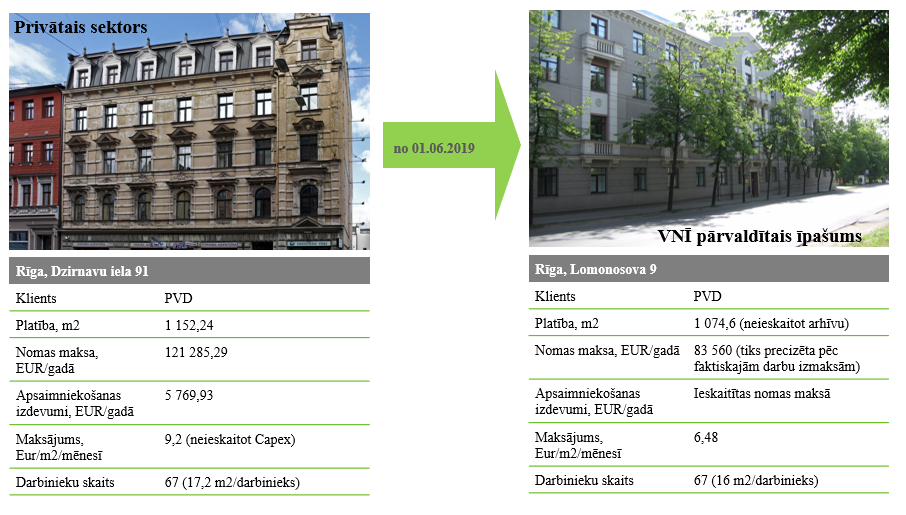 Privātais sektors
no 01.06.2019
VNĪ pārvaldītais īpašums
Rīga, Dzirnavu iela 91
Klients PVD
Platība, m2 1 152,24
Nomas maksa, 121 285,29
EUR/gadā
Apsaimniekošanas 5 769,93
izdevumi, EUR/gadā
Maksājums, 9,2 (neieskaitot Capex)
Eur/m2/mēnesī
Darbinieku skaits 67 (17,2 m2/darbinieks)
Rīga, Lomonosova 9
Klients PVD
Platība, m2 1 074,6 (neieskaitot arhīvu)
Nomas maksa, EUR/gadā 83 560 (tiks precizēta pēc
faktiskajām darbu izmaksām)
Apsaimniekošanas Ieskaitītas nomas maksā
izdevumi, EUR/gadā
Maksājums, 6,48
Eur/m2/mēnesī
Darbinieku skaits 67 (16 m2/darbinieks)